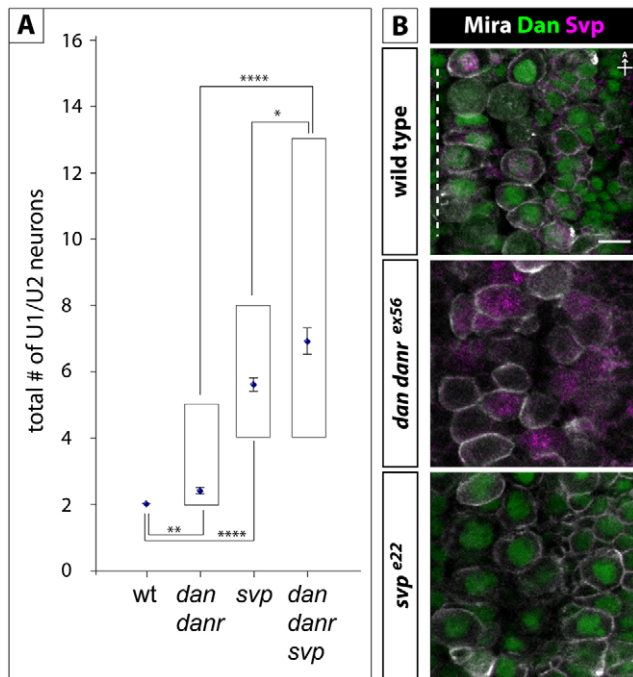 A
16
14
12
10
8
6
4
2
0
total # of U1/U2 neurons
****
*
**
****
wt
dan
danr
svp
dan
danr
svp
B
Mira Dan Svp
A
wild type
dan danr ex56
svp e22